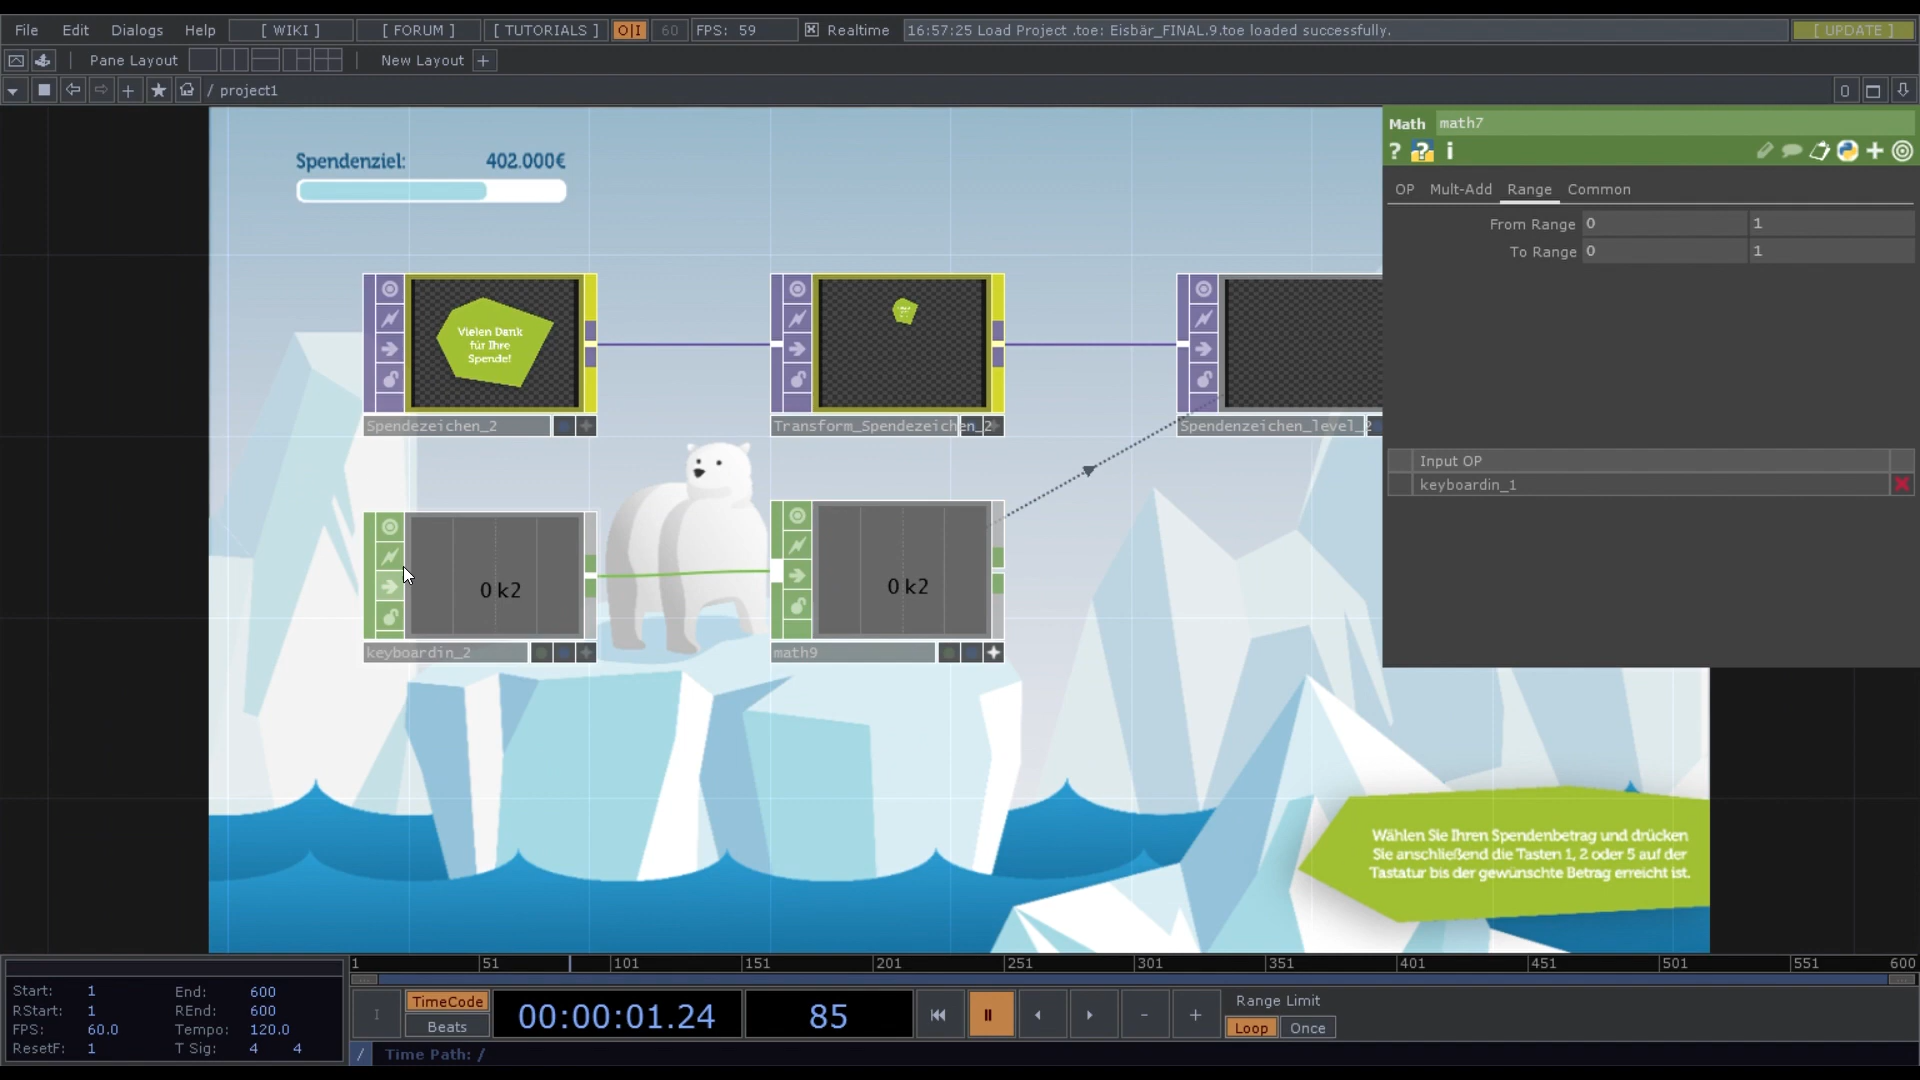 File Edit Dialogs Help [ WIKI ] [ FORUM ] [ TUTORIALS ] O|I 60 FPS: 59 Realtime 16:57:25 Load Project .toe: Eisbär_FINAL.9.toe loaded successfully. [ UPDATE ]
Pane Layout New Layout +
/ project1 0
Math math7
? ? i
OP Mult-Add Range Common
From Range 0 1
To Range 0 1
Input OP
keyboardin_1
Spendenziel: 402.000€
Vielen Dank
für Ihre
Spende!
Spendezeichen_2 Transform_Spendezeichen_2 Spendenzeichen_level_2
0 k2 0 k2
keyboardin_2 math9
Wählen Sie Ihren Spendenbetrag und drücken
Sie anschließend die Tasten 1, 2 oder 5 auf der
Tastatur bis der gewünschte Betrag erreicht ist.
1 51 101 151 201 251 301 351 401 451 501 551 600
Start: 1 End: 600
RStart: 1 REnd: 600
FPS: 60.0 Tempo: 120.0
ResetF: 1 T Sig: 4 4
I TimeCode 00:00:01.24 85 - + Range Limit
Beats Loop Once
/ Time Path: /